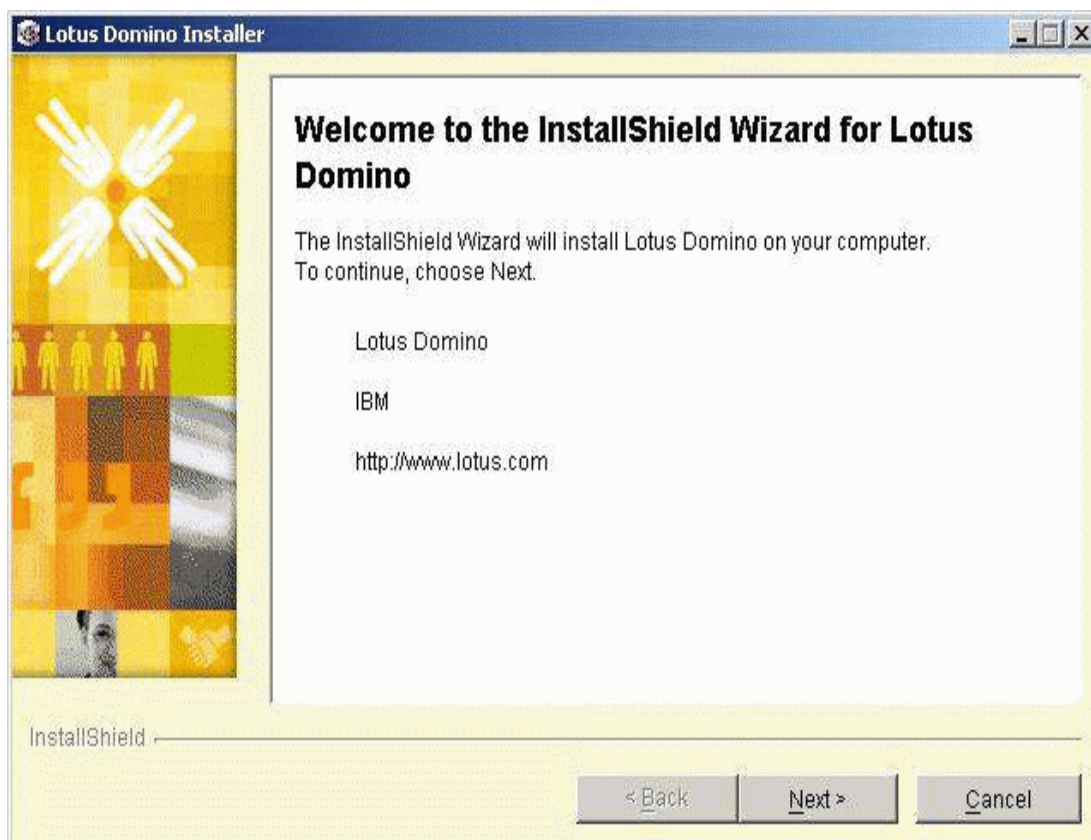 Lotus Domino Installer
Welcome to the InstallShield Wizard for Lotus
Domino
The InstallShield Wizard will install Lotus Domino on your computer.
To continue, choose Next.
Lotus Domino
IBM
http://www.lotus.com
InstallShield
< Back
Next >
Cancel